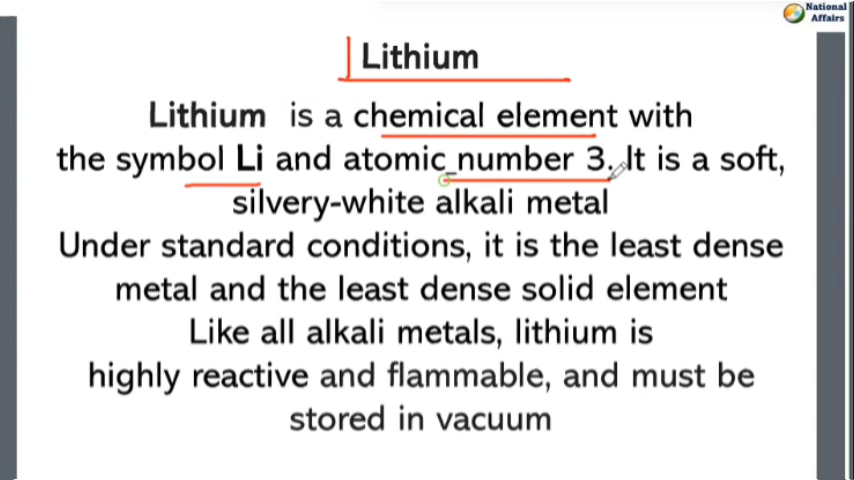 National
Affairs
Lithium
Lithium is a chemical element with
the symbol Li and atomic number 3. It is a soft,
silvery-white alkali metal
Under standard conditions, it is the least dense
metal and the least dense solid element
Like all alkali metals, lithium is
highly reactive and flammable, and must be
stored in vacuum